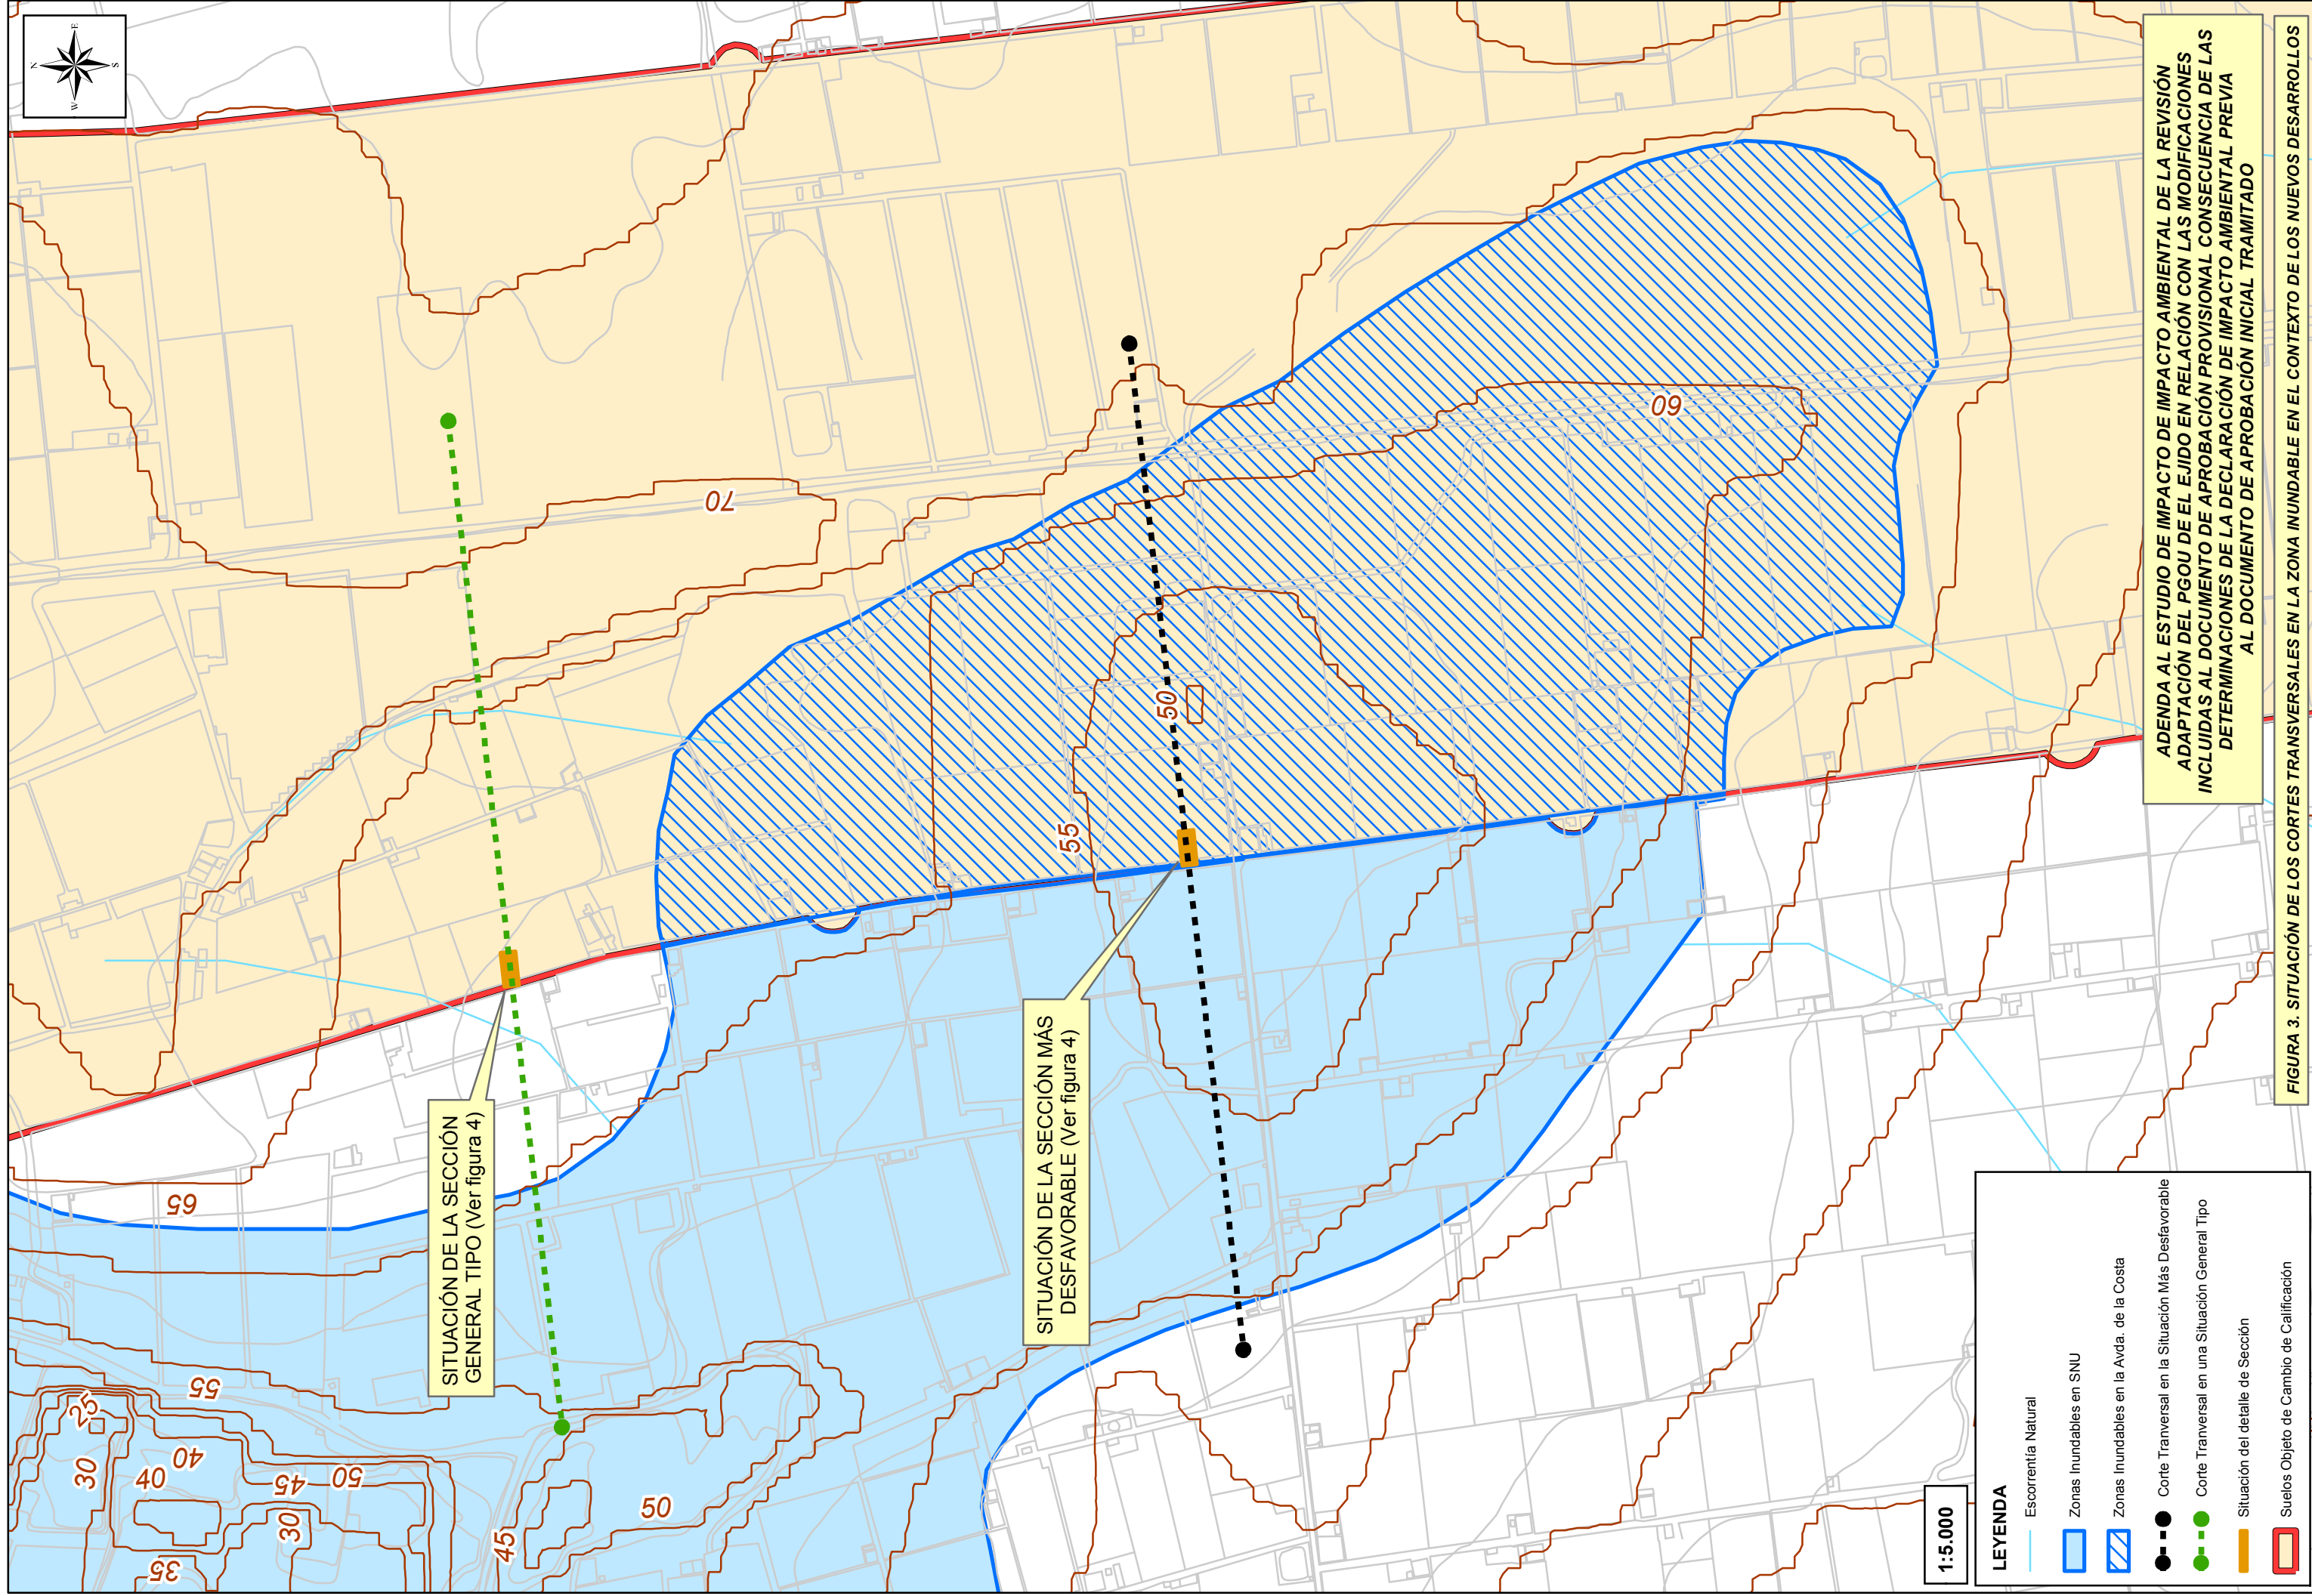 N
E
W
S
ADENDA AL ESTUDIO DE IMPACTO DE IMPACTO AMBIENTAL DE LA REVISIÓN
ADAPTACIÓN DEL PGOU DE EL EJIDO EN RELACIÓN CON LAS MODIFICACIONES
INCLUIDAS AL DOCUMENTO DE APROBACIÓN PROVISIONAL CONSECUENCIA DE LAS
DETERMINACIONES DE LA DECLARACIÓN DE IMPACTO AMBIENTAL PREVIA
AL DOCUMENTO DE APROBACIÓN INICIAL TRAMITADO
FIGURA 3. SITUACIÓN DE LOS CORTES TRANSVERSALES EN LA ZONA INUNDABLE EN EL CONTEXTO DE LOS NUEVOS DESARROLLOS
SITUACIÓN DE LA SECCIÓN
GENERAL TIPO (Ver figura 4)
SITUACIÓN DE LA SECCIÓN MÁS
DESFAVORABLE (Ver figura 4)
70
60
50
55
65
55
25
30
40
40
45
50
30
35
45
50
1:5.000
LEYENDA
Escorrentía Natural
Zonas Inundables en SNU
Zonas Inundables en la Avda. de la Costa
Corte Tranversal en la Situación Más Desfavorable
Corte Tranversal en una Situación General Tipo
Situación del detalle de Sección
Suelos Objeto de Cambio de Calificación